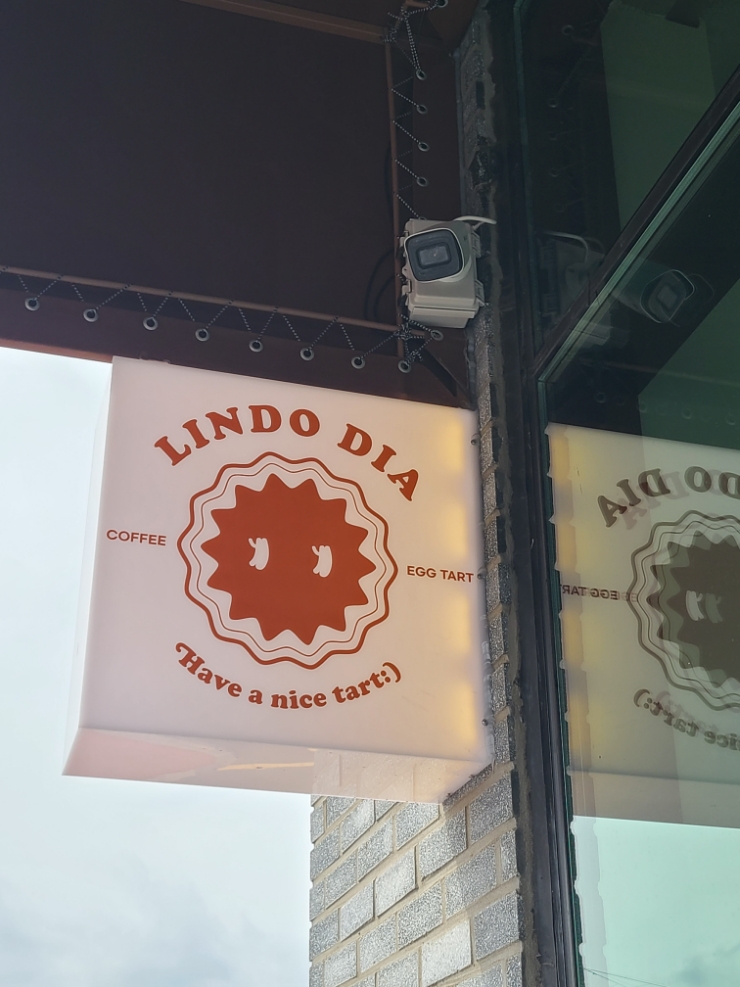 LINDO DIA
COFFEE
EGG TART
Have a nice tart:)